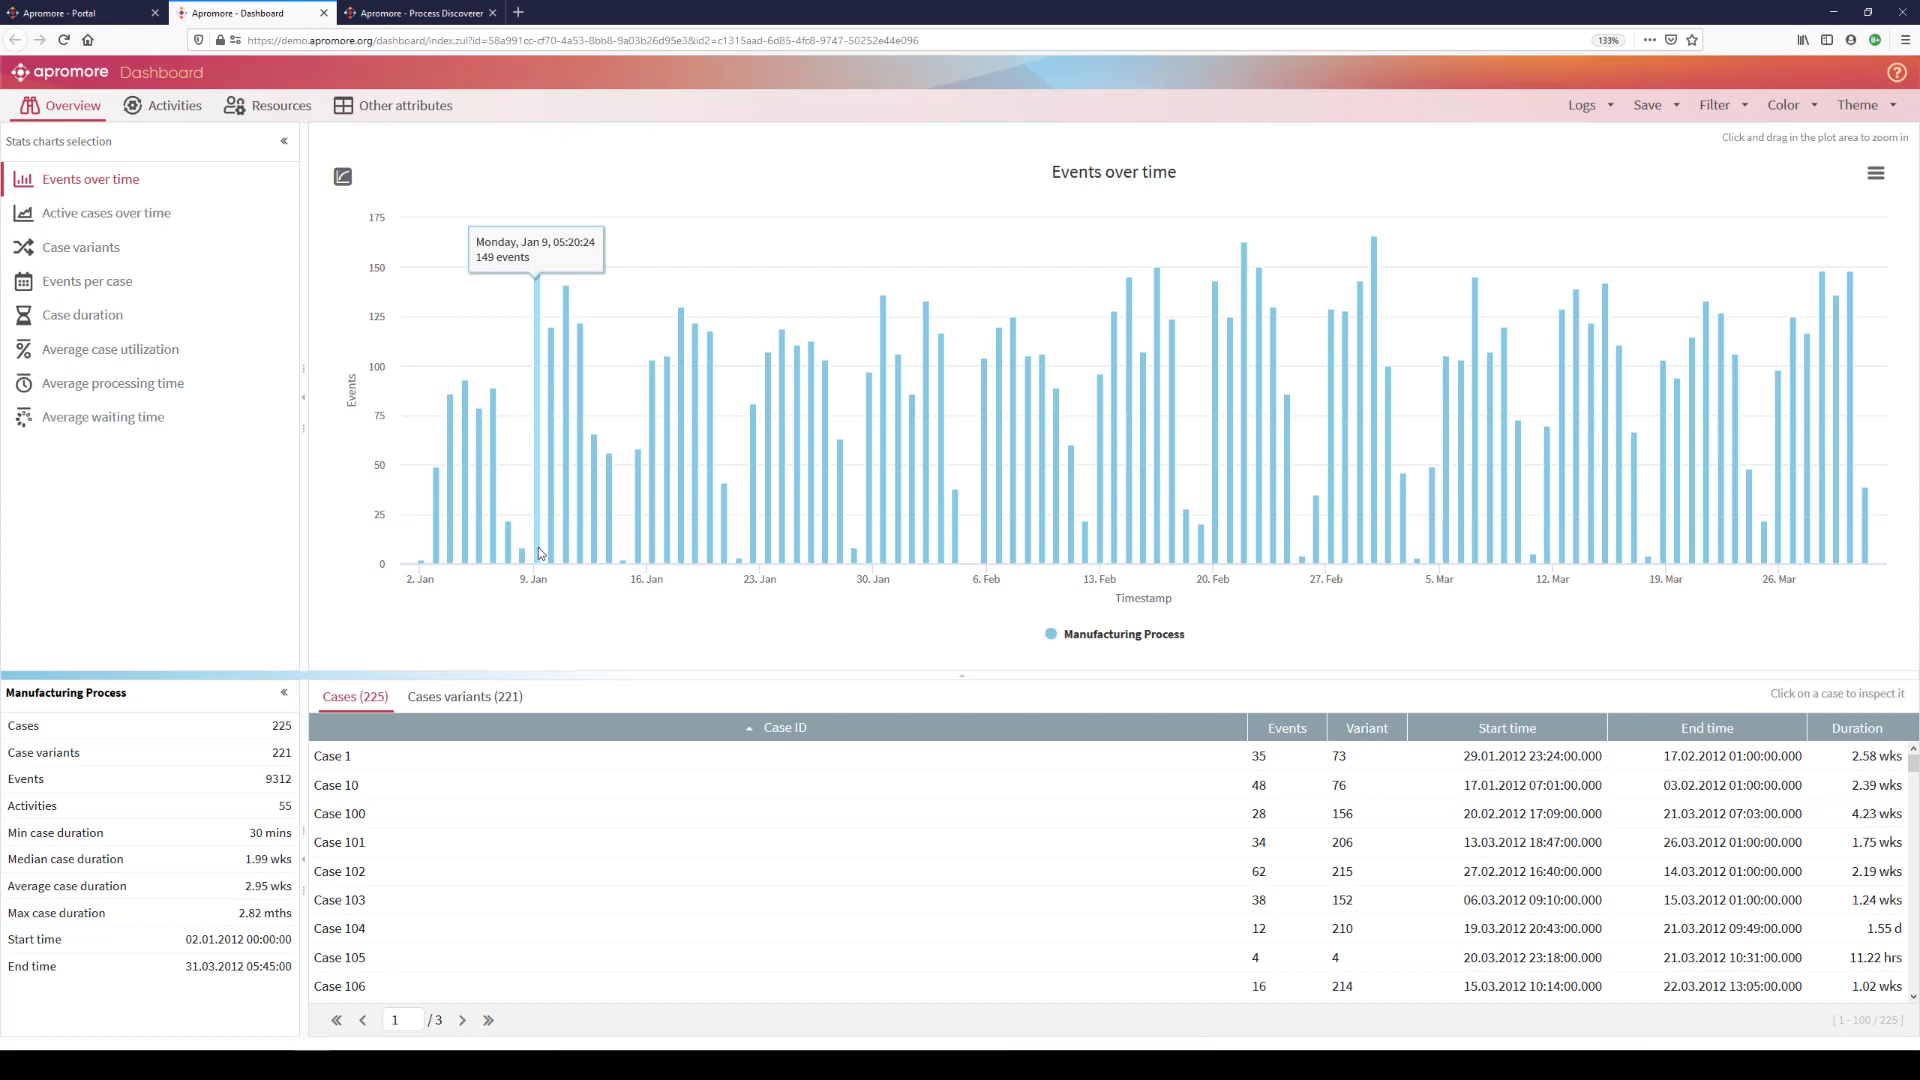 Apromore - Portal
Apromore - Dashboard
Apromore - Process Discoverer
https://demo.apromore.org/dashboard/index.zul?id=58a991cc-cf70-4a53-8bb8-9a03b26d95e3&id2=c1315aad-6d85-4fc8-9747-50252e44e096
133%
apromore Dashboard
Overview
Activities
Resources
Other attributes
Logs
Save
Filter
Color
Theme
Stats charts selection
Click and drag in the plot area to zoom in
Events over time
Active cases over time
Case variants
Events per case
Case duration
Average case utilization
Average processing time
Average waiting time
Events over time
Monday, Jan 9, 05:20:24
149 events
Events
175
150
125
100
75
50
25
0
2. Jan
9. Jan
16. Jan
23. Jan
30. Jan
6. Feb
13. Feb
20. Feb
27. Feb
5. Mar
12. Mar
19. Mar
26. Mar
Timestamp
Manufacturing Process
Manufacturing Process
Cases 225
Case variants 221
Events 9312
Activities 55
Min case duration 30 mins
Median case duration 1.99 wks
Average case duration 2.95 wks
Max case duration 2.82 mths
Start time 02.01.2012 00:00:00
End time 31.03.2012 05:45:00
Cases (225) Cases variants (221) Click on a case to inspect it
Case ID Events Variant Start time End time Duration
Case 1 35 73 29.01.2012 23:24:00.000 17.02.2012 01:00:00.000 2.58 wks
Case 10 48 76 17.01.2012 07:01:00.000 03.02.2012 01:00:00.000 2.39 wks
Case 100 28 156 20.02.2012 17:09:00.000 21.03.2012 07:03:00.000 4.23 wks
Case 101 34 206 13.03.2012 18:47:00.000 26.03.2012 01:00:00.000 1.75 wks
Case 102 62 215 27.02.2012 16:40:00.000 14.03.2012 01:00:00.000 2.19 wks
Case 103 38 152 06.03.2012 09:10:00.000 15.03.2012 01:00:00.000 1.24 wks
Case 104 12 210 19.03.2012 20:43:00.000 21.03.2012 09:49:00.000 1.55 d
Case 105 4 4 20.03.2012 23:18:00.000 21.03.2012 10:31:00.000 11.22 hrs
Case 106 16 214 15.03.2012 10:14:00.000 22.03.2012 13:05:00.000 1.02 wks
1 / 3
[ 1 - 100 / 225 ]